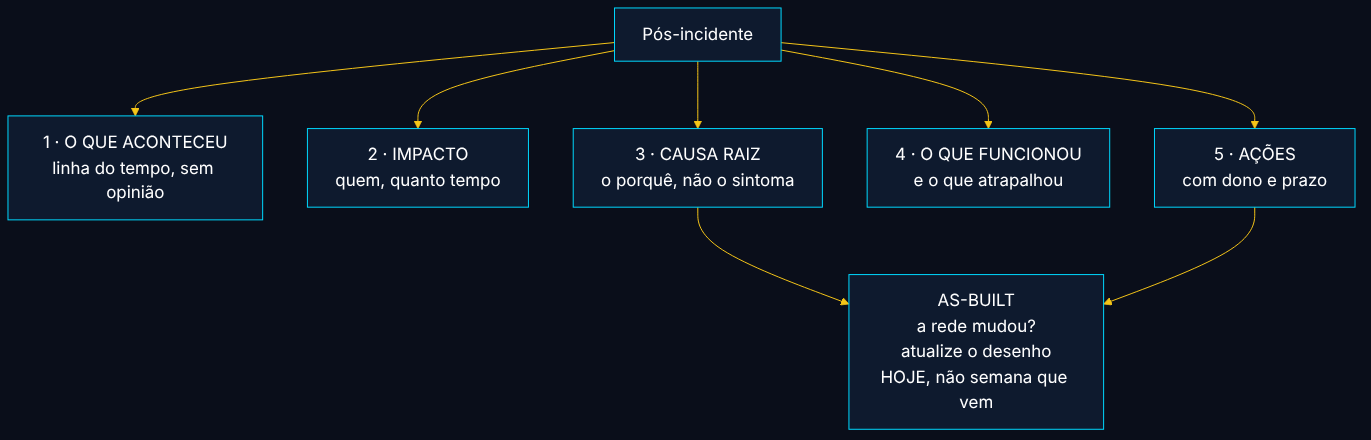 Pós-incidente
1 · O QUE ACONTECEU
linha do tempo, sem
opinião
2 · IMPACTO
quem, quanto tempo
3 · CAUSA RAIZ
o porquê, não o sintoma
4 · O QUE FUNCIONOU
e o que atrapalhou
5 · AÇÕES
com dono e prazo
AS-BUILT
a rede mudou?
atualize o desenho
HOJE, não semana que
vem